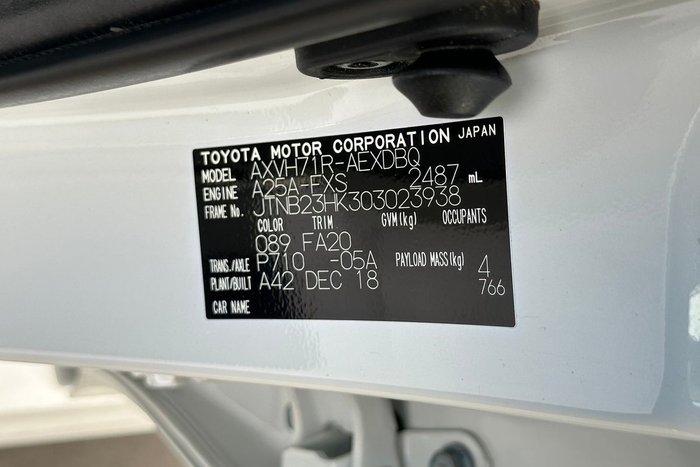 TOYOTA MOTOR CORPORATION JAPAN
MODEL AXVH71R-AEXDBQ
ENGINE A25A-FXS 2487 mL
FRAME No. JTNB23HK303023938
COLOR TRIM GVM(kg) OCCUPANTS
089 FA20
TRANS./AXLE P710 -05A PAYLOAD MASS(kg) 4
PLANT/BUILT A42 DEC 18 766
CAR NAME